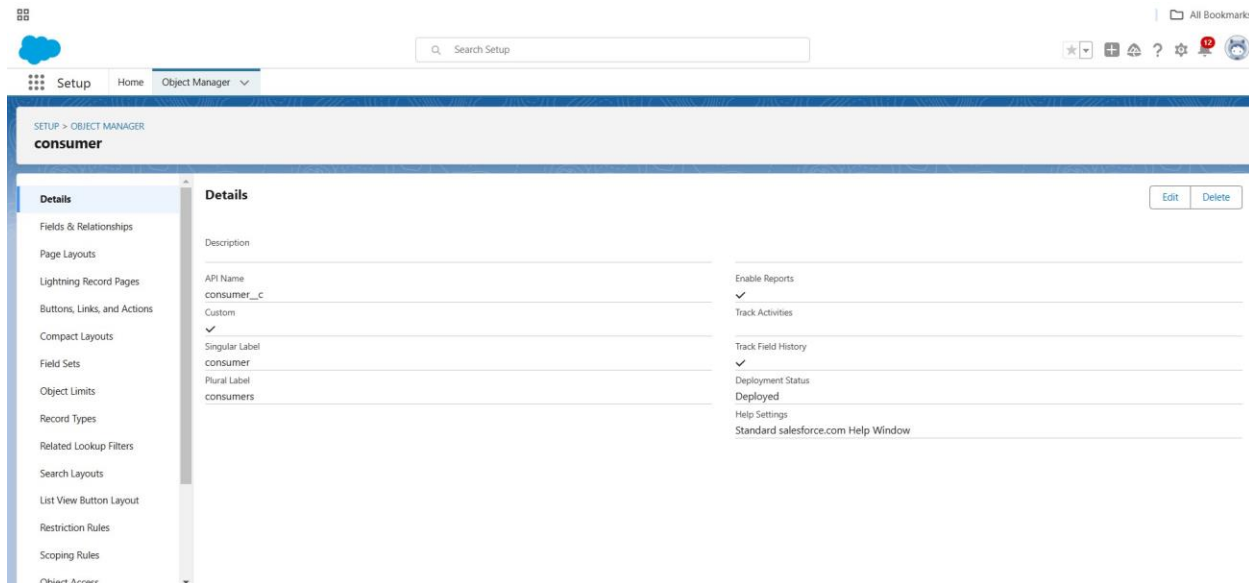 All Bookmarks
Search Setup
12
Setup Home Object Manager
SETUP > OBJECT MANAGER
consumer
Details
Fields & Relationships
Page Layouts
Lightning Record Pages
Buttons, Links, and Actions
Compact Layouts
Field Sets
Object Limits
Record Types
Related Lookup Filters
Search Layouts
List View Button Layout
Restriction Rules
Scoping Rules
Object Access
Details
Edit Delete
Description
API Name
consumer__c
Custom
Singular Label
consumer
Plural Label
consumers
Enable Reports
Track Activities
Track Field History
Deployment Status
Deployed
Help Settings
Standard salesforce.com Help Window